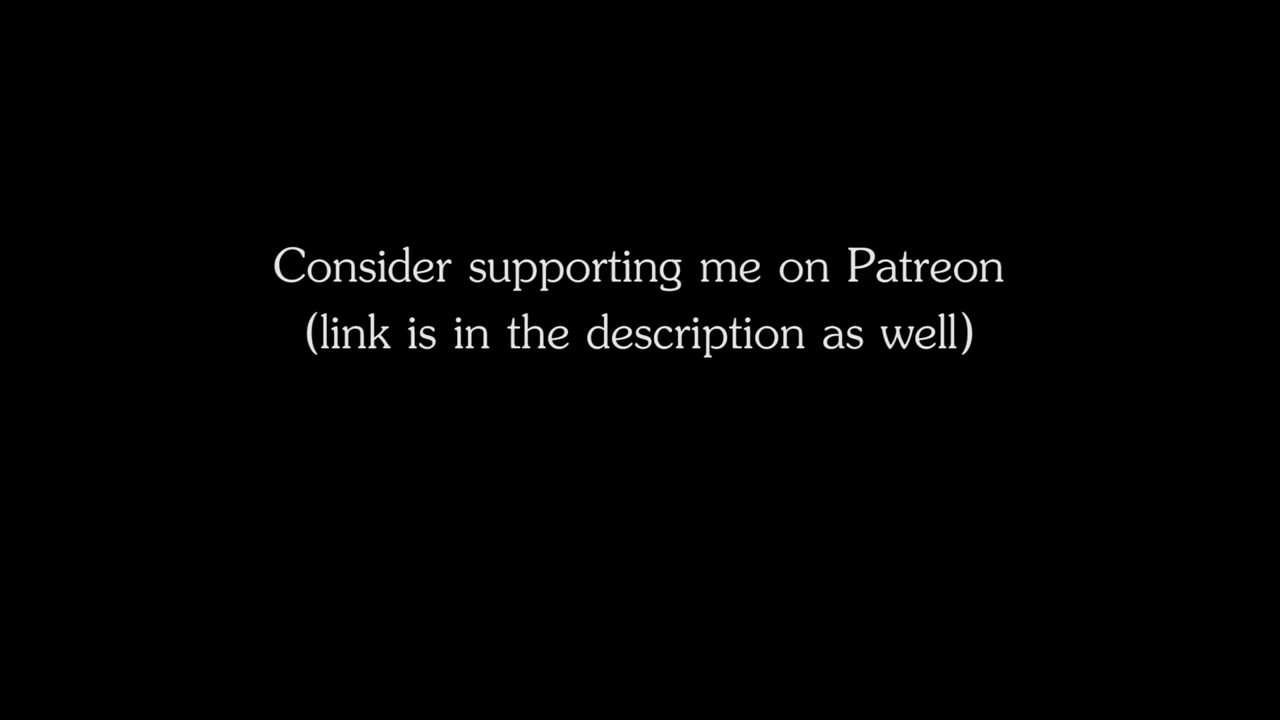 Consider supporting me on Patreon
(link is in the description as well)